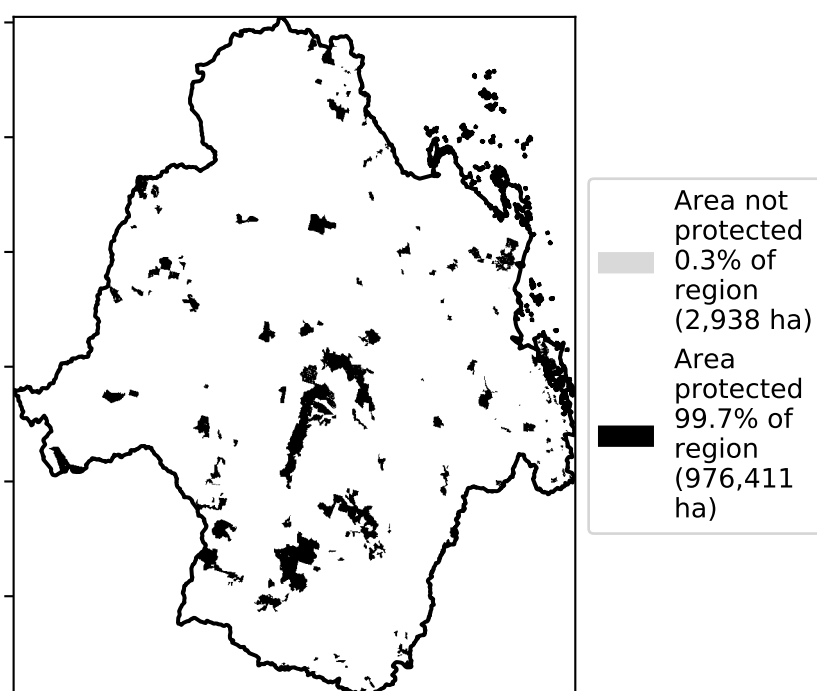 Area not
protected
0.3% of
region
(2,938 ha)
Area
protected
99.7% of
region
(976,411
ha)